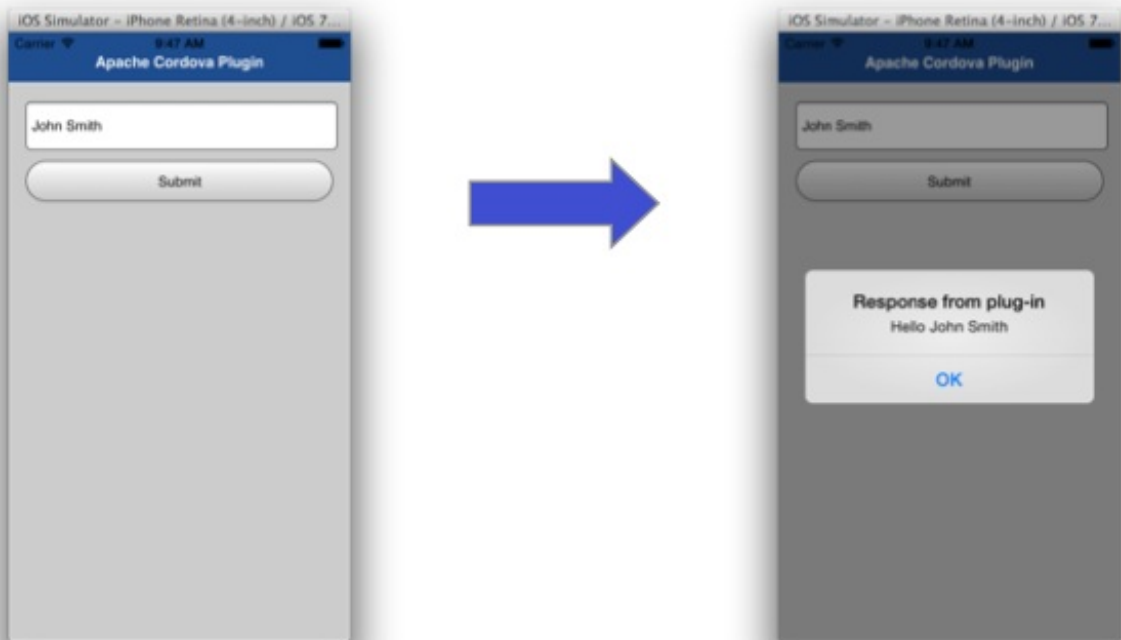 iOS Simulator – iPhone Retina (4-inch) / iOS 7...
Carrier 9:47 AM
Apache Cordova Plugin
John Smith
Submit
iOS Simulator – iPhone Retina (4-inch) / iOS 7...
Carrier 9:47 AM
Apache Cordova Plugin
John Smith
Submit
Response from plug-in
Hello John Smith
OK